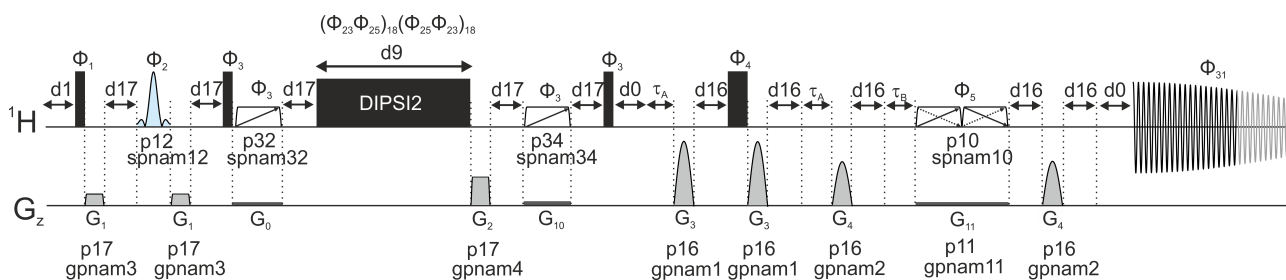 (Φ23Φ25)18(Φ25Φ23)18
d9
Φ1 Φ2 Φ3 Φ3 Φ3 Φ3 Φ4 Φ5 Φ31
d1 d17 d17 d17 d17 d17 d0 τA d16 d16 τA d16 τB d16 d16 d0
DIPSI2
1H
p12 p32 p34 p10
spnam12 spnam32 spnam34 spnam10
Gz
G1 G1 G0 G2 G10 G3 G3 G4 G11 G4
p17 p17 p17 p16 p16 p16 p11 p16
gpnam3 gpnam3 gpnam4 gpnam1 gpnam1 gpnam2 gpnam11 gpnam2